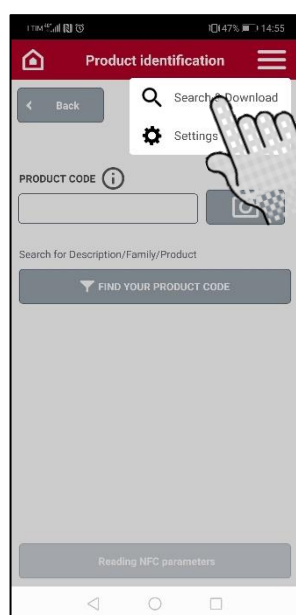 47% 14:55
Product identification
Back
Search & Download
Settings
PRODUCT CODE
Search for Description/Family/Product
FIND YOUR PRODUCT CODE
Reading NFC parameters